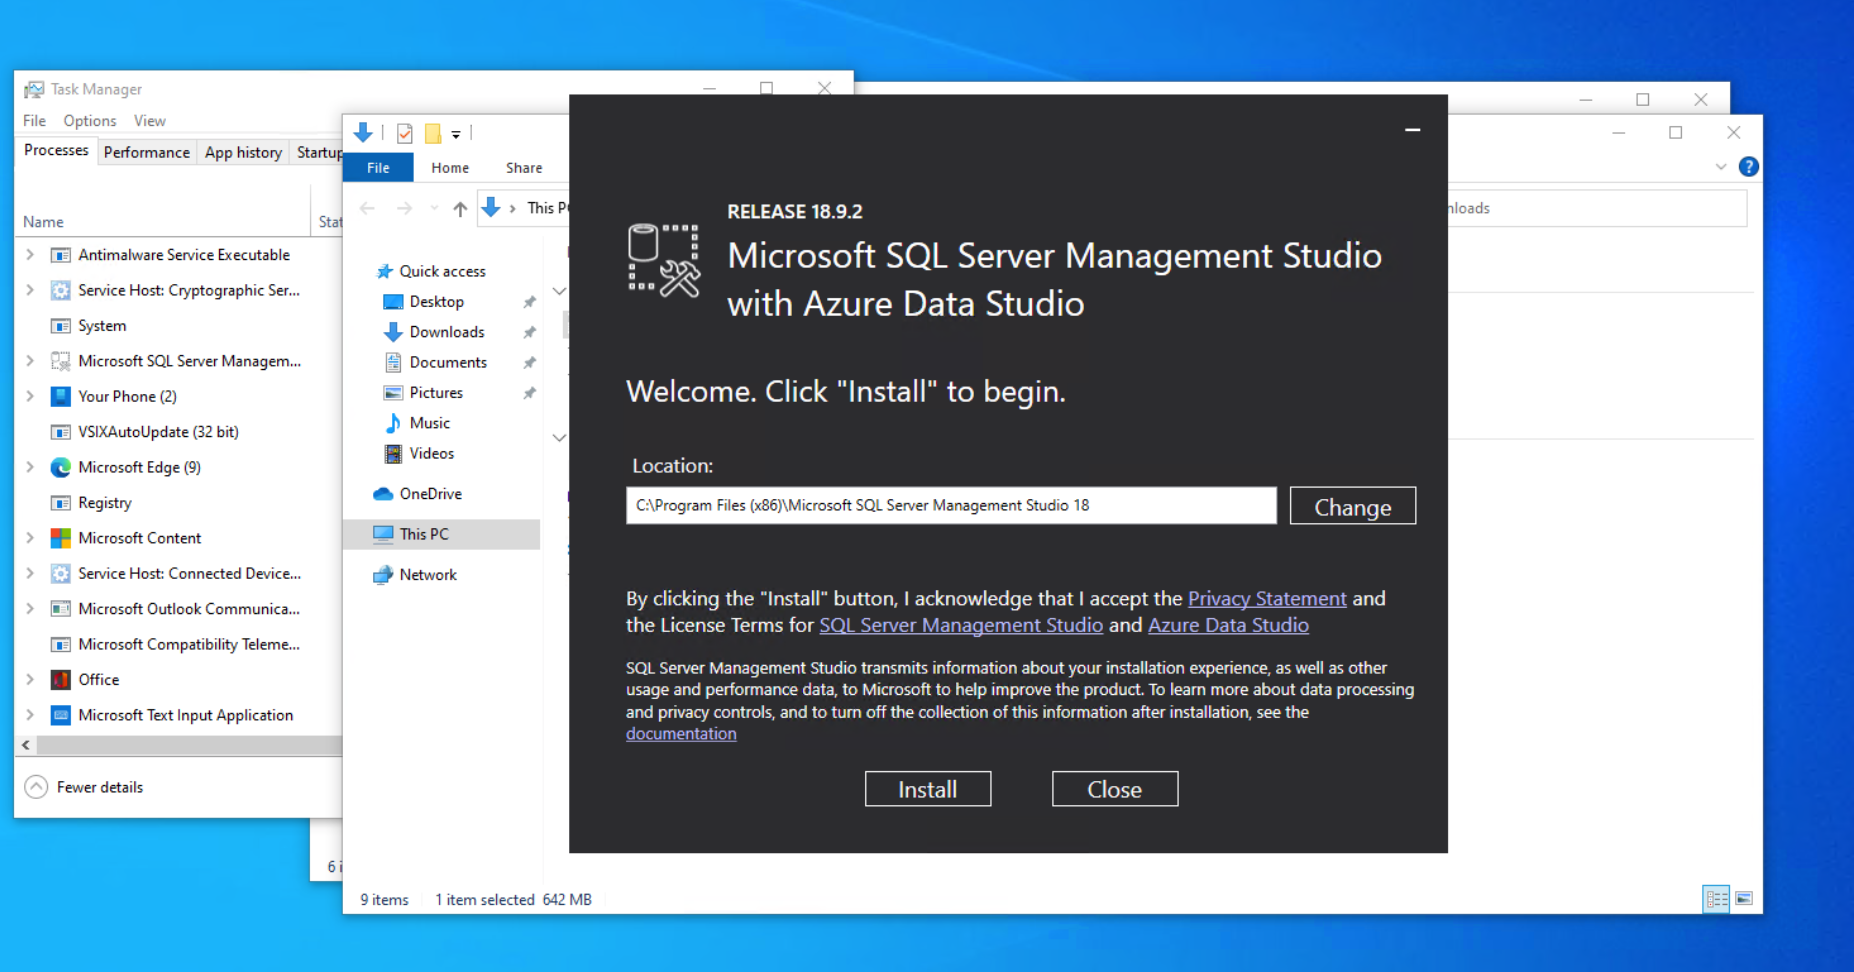 Task Manager
File Options View
Processes Performance App history Startup
Name
Antimalware Service Executable
Service Host: Cryptographic Ser...
System
Microsoft SQL Server Managem...
Your Phone (2)
VSIXAutoUpdate (32 bit)
Microsoft Edge (9)
Registry
Microsoft Content
Service Host: Connected Device...
Microsoft Outlook Communica...
Microsoft Compatibility Teleme...
Office
Microsoft Text Input Application
Fewer details
File Home Share
This
Quick access
Desktop
Downloads
Documents
Pictures
Music
Videos
OneDrive
This PC
Network
9 items 1 item selected 642 MB
RELEASE 18.9.2
Microsoft SQL Server Management Studio
with Azure Data Studio
Welcome. Click "Install" to begin.
Location:
C:\Program Files (x86)\Microsoft SQL Server Management Studio 18
Change
By clicking the "Install" button, I acknowledge that I accept the Privacy Statement and
the License Terms for SQL Server Management Studio and Azure Data Studio
SQL Server Management Studio transmits information about your installation experience, as well as other
usage and performance data, to Microsoft to help improve the product. To learn more about data processing
and privacy controls, and to turn off the collection of this information after installation, see the
documentation
Install Close